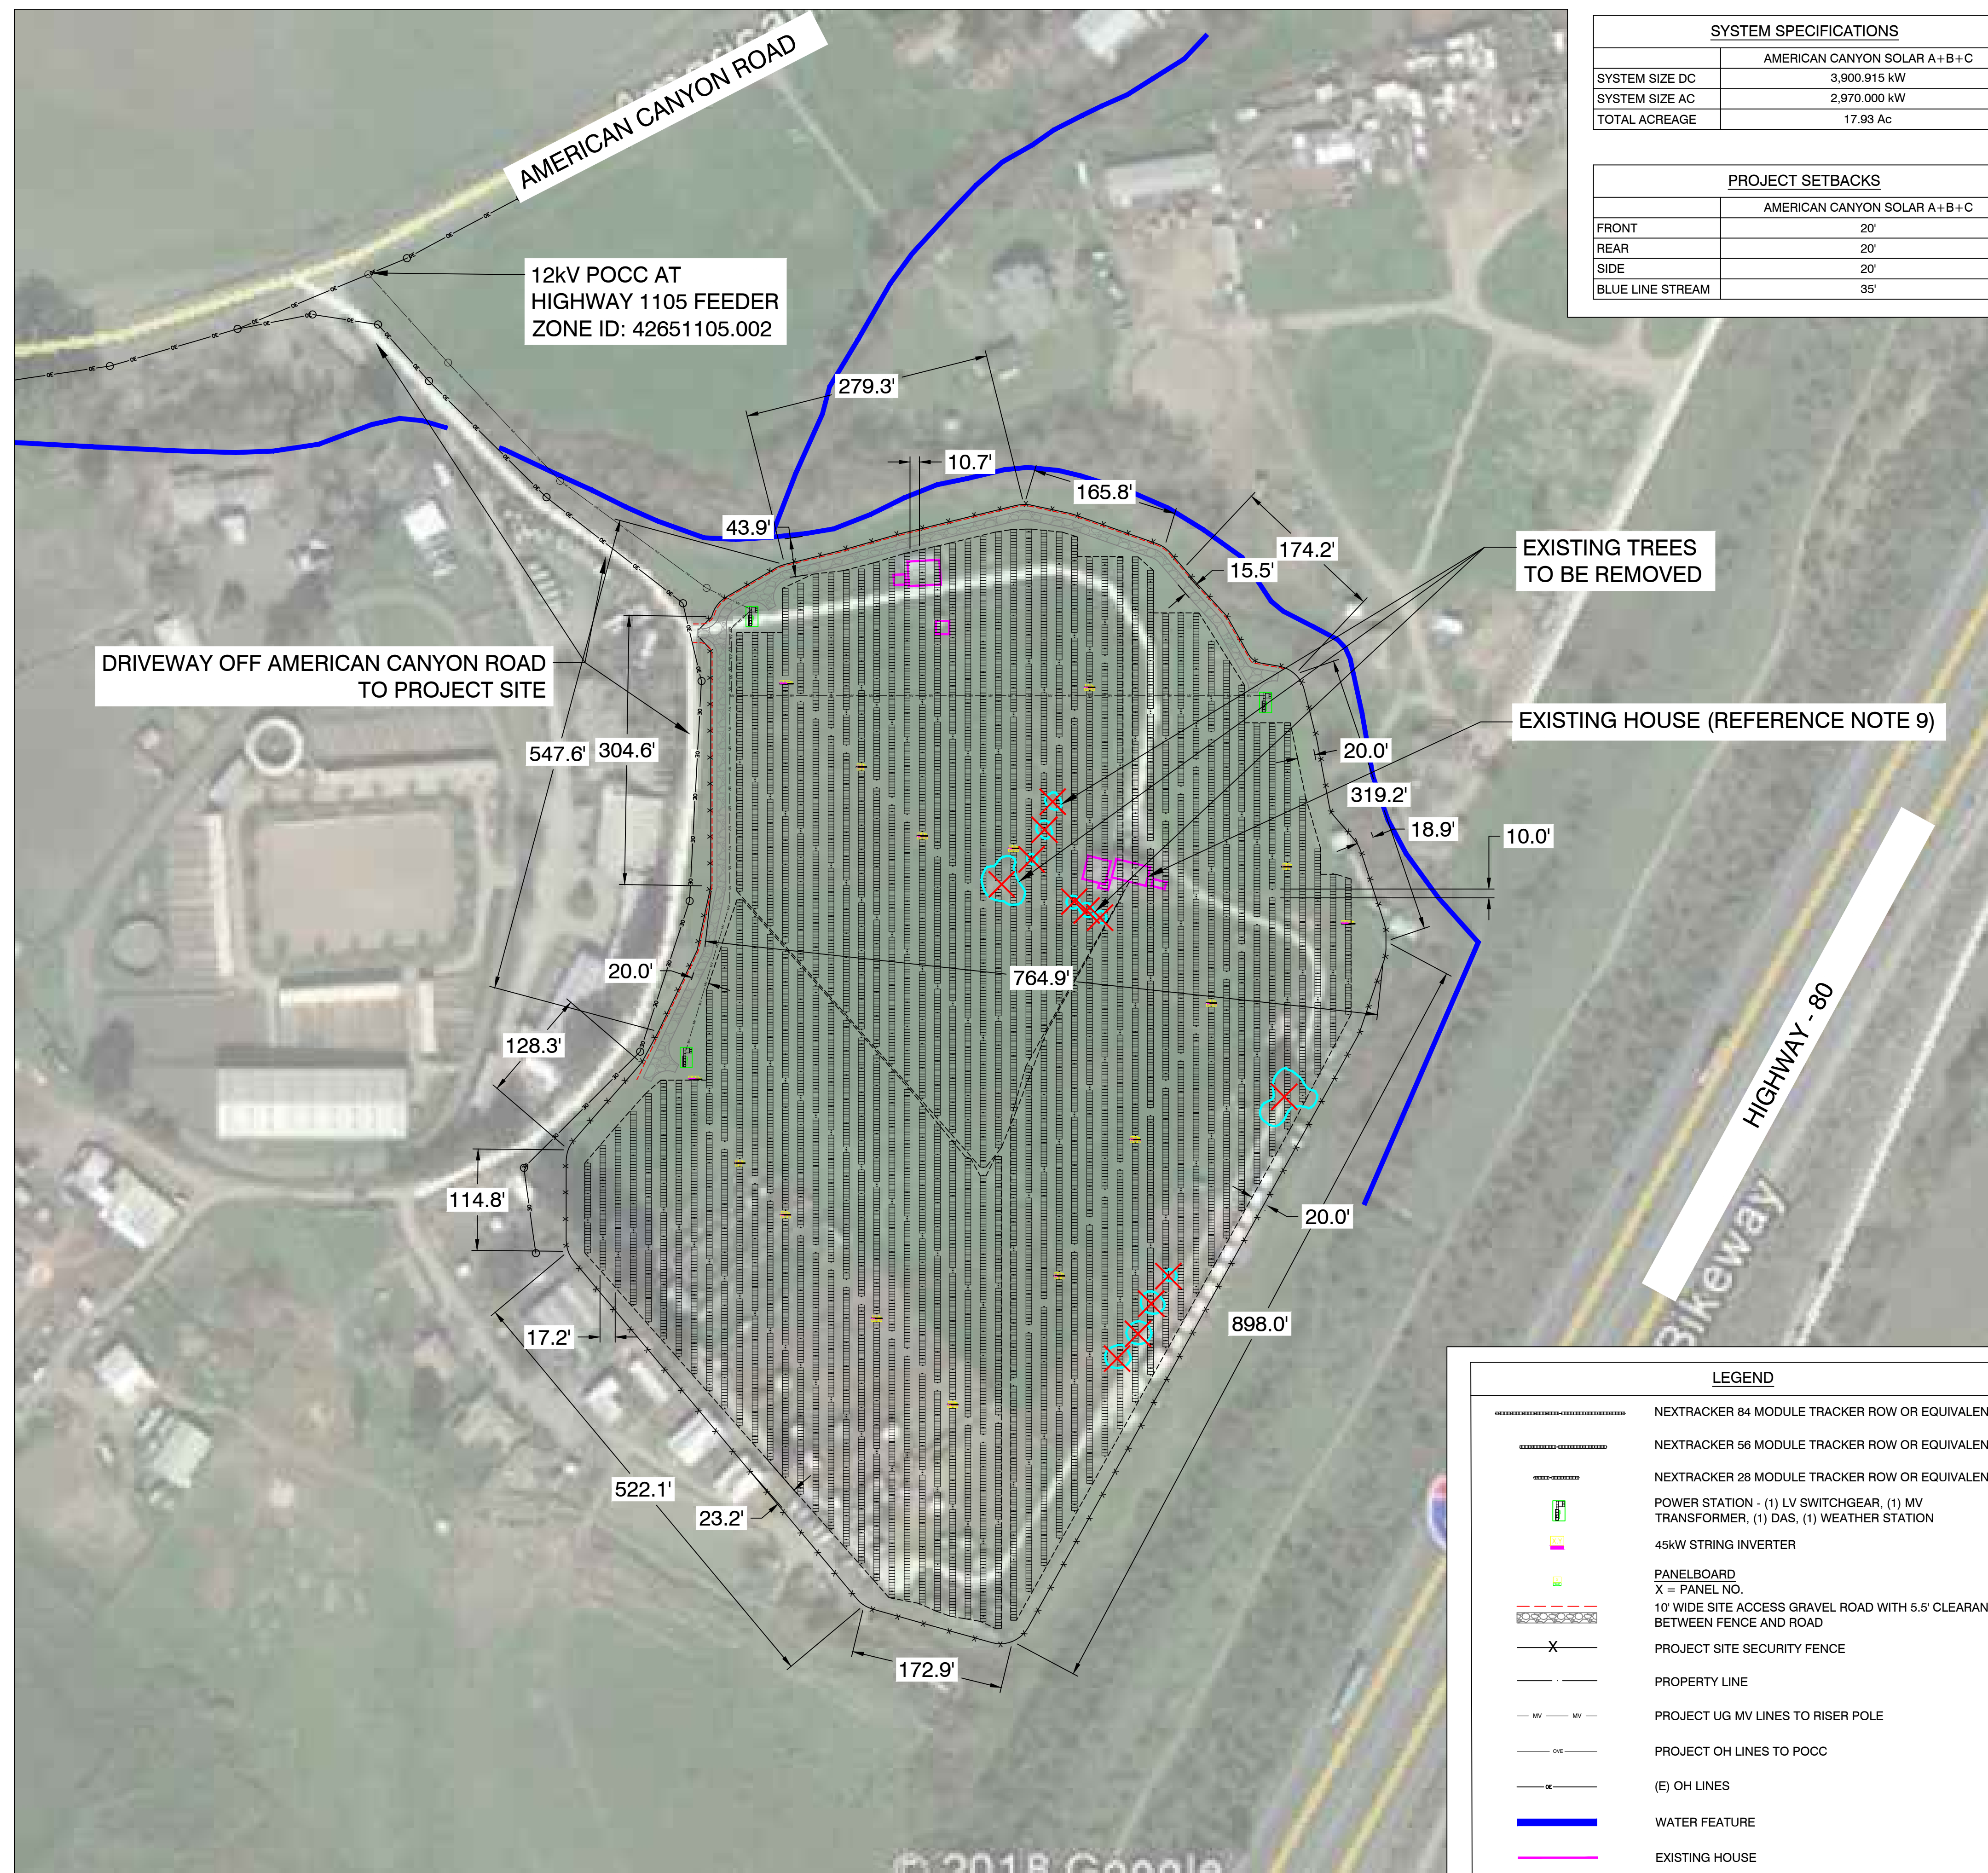 AMERICAN CANYON ROAD
SYSTEM SPECIFICATIONS
AMERICAN CANYON SOLAR A+B+C
SYSTEM SIZE DC 3,900.915 kW
SYSTEM SIZE AC 2,970.000 kW
TOTAL ACREAGE 17.93 Ac
PROJECT SETBACKS
AMERICAN CANYON SOLAR A+B+C
FRONT 20'
REAR 20'
SIDE 20'
BLUE LINE STREAM 35'
12kV POCC AT
HIGHWAY 1105 FEEDER
ZONE ID: 42651105.002
279.3'
10.7'
165.8'
43.9'
174.2'
15.5'
EXISTING TREES
TO BE REMOVED
DRIVEWAY OFF AMERICAN CANYON ROAD
TO PROJECT SITE
EXISTING HOUSE (REFERENCE NOTE 9)
547.6'
304.6'
20.0'
319.2'
18.9'
10.0'
20.0'
764.9'
128.3'
HIGHWAY - 80
114.8'
20.0'
Bikeway
17.2'
898.0'
522.1'
23.2'
172.9'
LEGEND
NEXTRACKER 84 MODULE TRACKER ROW OR EQUIVALEN
NEXTRACKER 56 MODULE TRACKER ROW OR EQUIVALEN
NEXTRACKER 28 MODULE TRACKER ROW OR EQUIVALEN
POWER STATION - (1) LV SWITCHGEAR, (1) MV
TRANSFORMER, (1) DAS, (1) WEATHER STATION
45kW STRING INVERTER
PANELBOARD
X = PANEL NO.
10' WIDE SITE ACCESS GRAVEL ROAD WITH 5.5' CLEARAN
BETWEEN FENCE AND ROAD
X PROJECT SITE SECURITY FENCE
PROPERTY LINE
MV MV PROJECT UG MV LINES TO RISER POLE
OVE PROJECT OH LINES TO POCC
OE (E) OH LINES
WATER FEATURE
EXISTING HOUSE
© 2018 Google